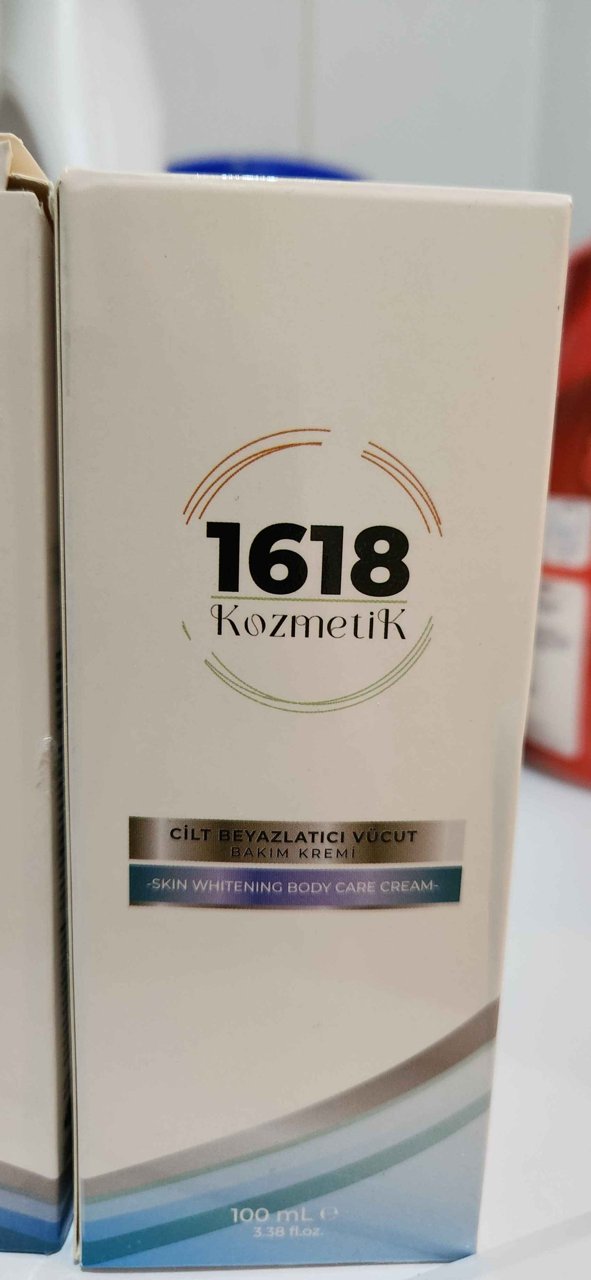 1618
Kozmetik
CİLT BEYAZLATICI VÜCUT
BAKIM KREMİ
-SKIN WHITENING BODY CARE CREAM-
100 mL ℮
3.38 fl.oz.